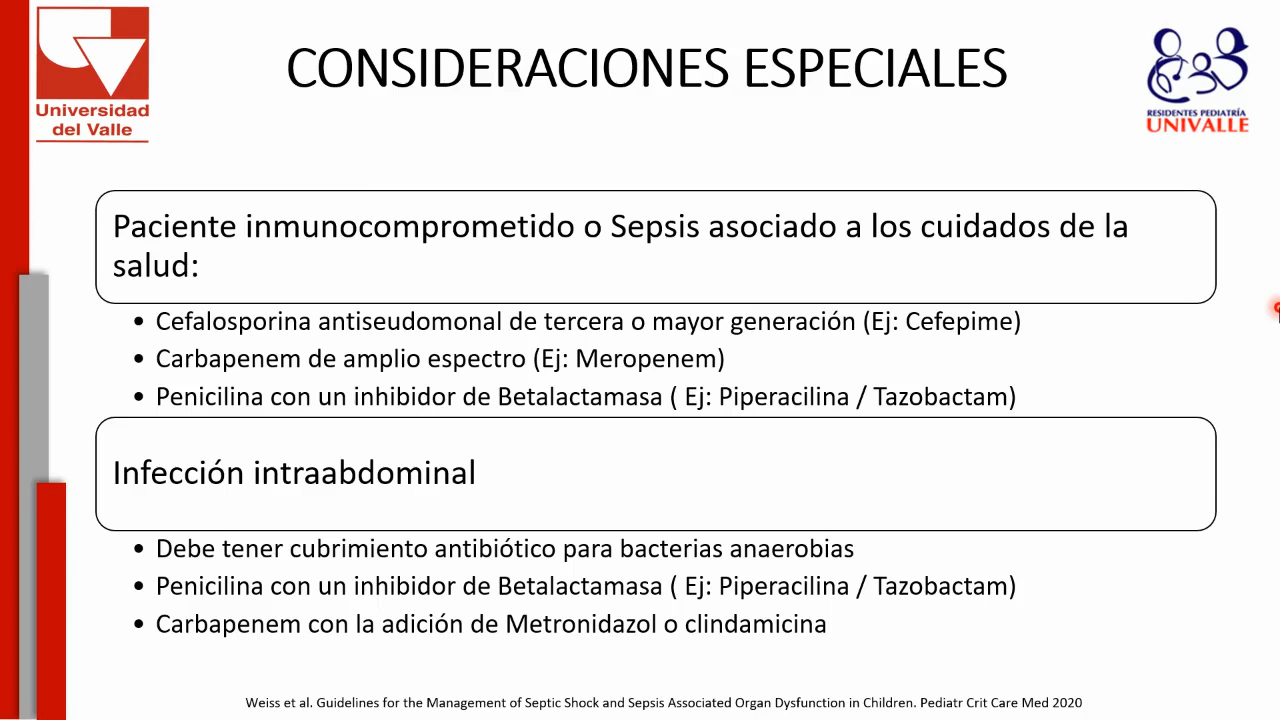 Universidad
del Valle
CONSIDERACIONES ESPECIALES
RESIDENTES PEDIATRÍA
UNIVALLE
Paciente inmunocomprometido o Sepsis asociado a los cuidados de la
salud:
• Cefalosporina antiseudomonal de tercera o mayor generación (Ej: Cefepime)
• Carbapenem de amplio espectro (Ej: Meropenem)
• Penicilina con un inhibidor de Betalactamasa ( Ej: Piperacilina / Tazobactam)
Infección intraabdominal
• Debe tener cubrimiento antibiótico para bacterias anaerobias
• Penicilina con un inhibidor de Betalactamasa ( Ej: Piperacilina / Tazobactam)
• Carbapenem con la adición de Metronidazol o clindamicina
Weiss et al. Guidelines for the Management of Septic Shock and Sepsis Associated Organ Dysfunction in Children. Pediatr Crit Care Med 2020